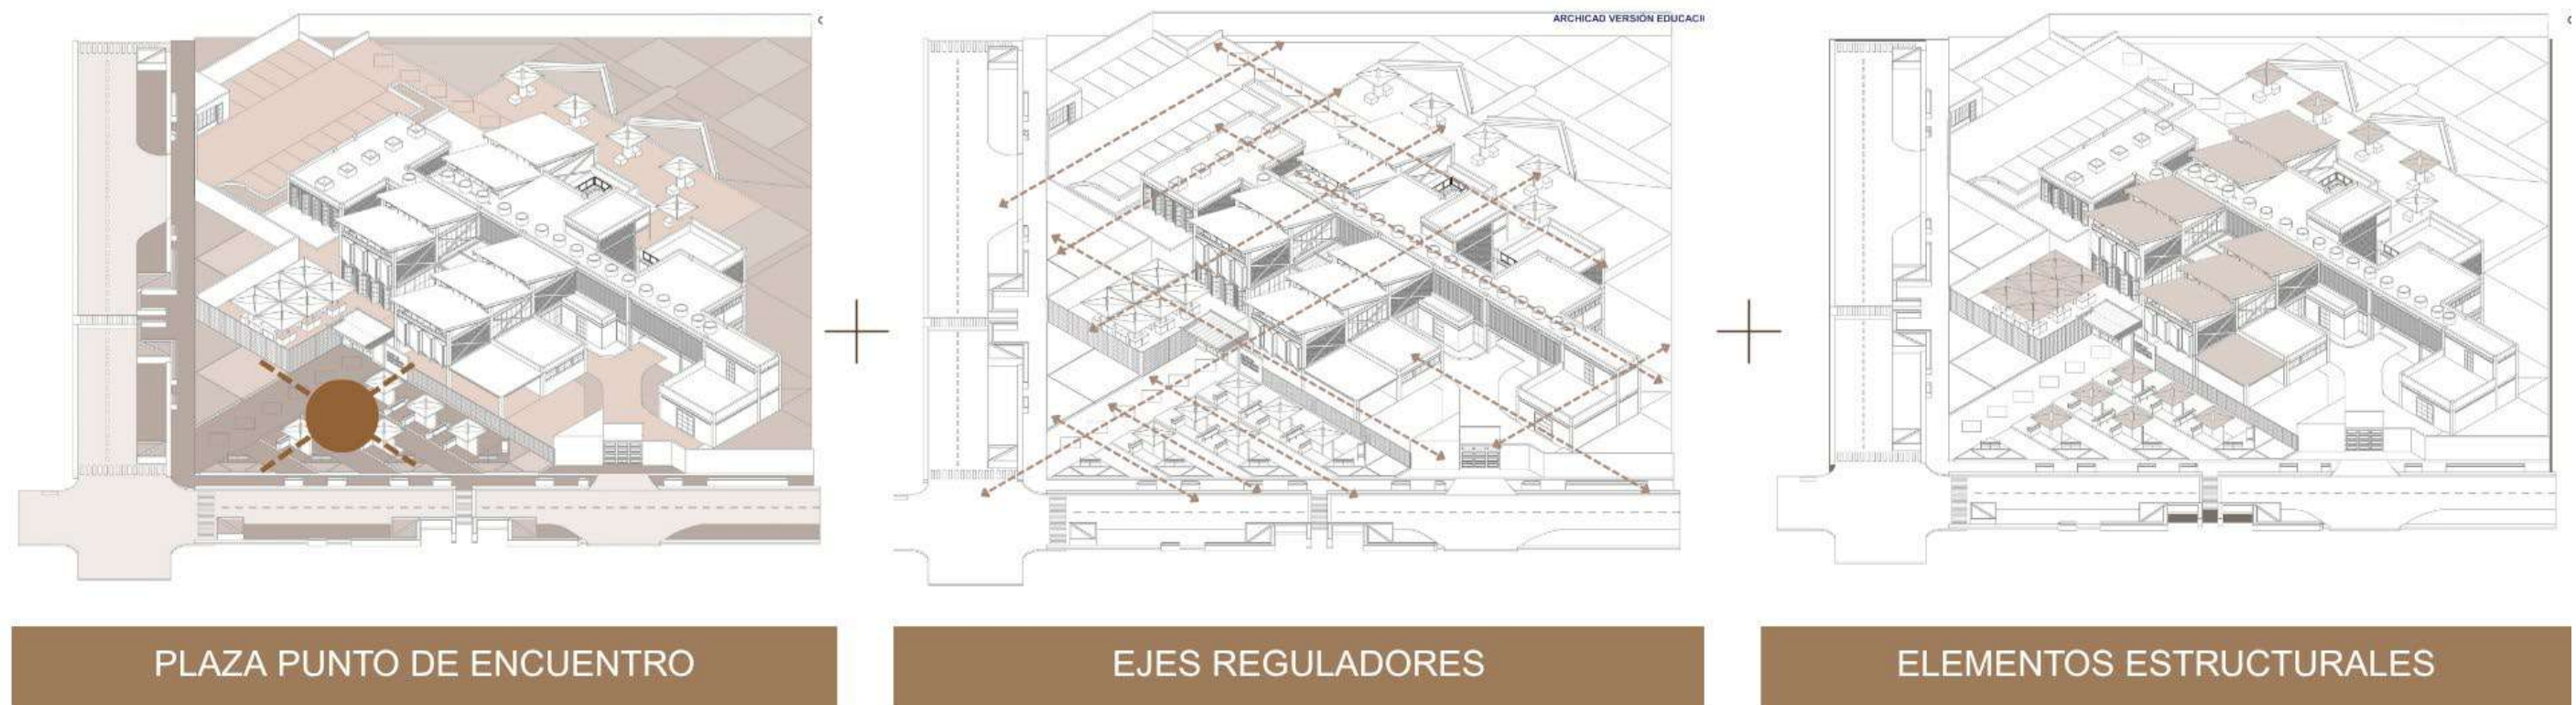 ARCHICAD VERSIÓN EDUCACI
PLAZA PUNTO DE ENCUENTRO
EJES REGULADORES
ELEMENTOS ESTRUCTURALES